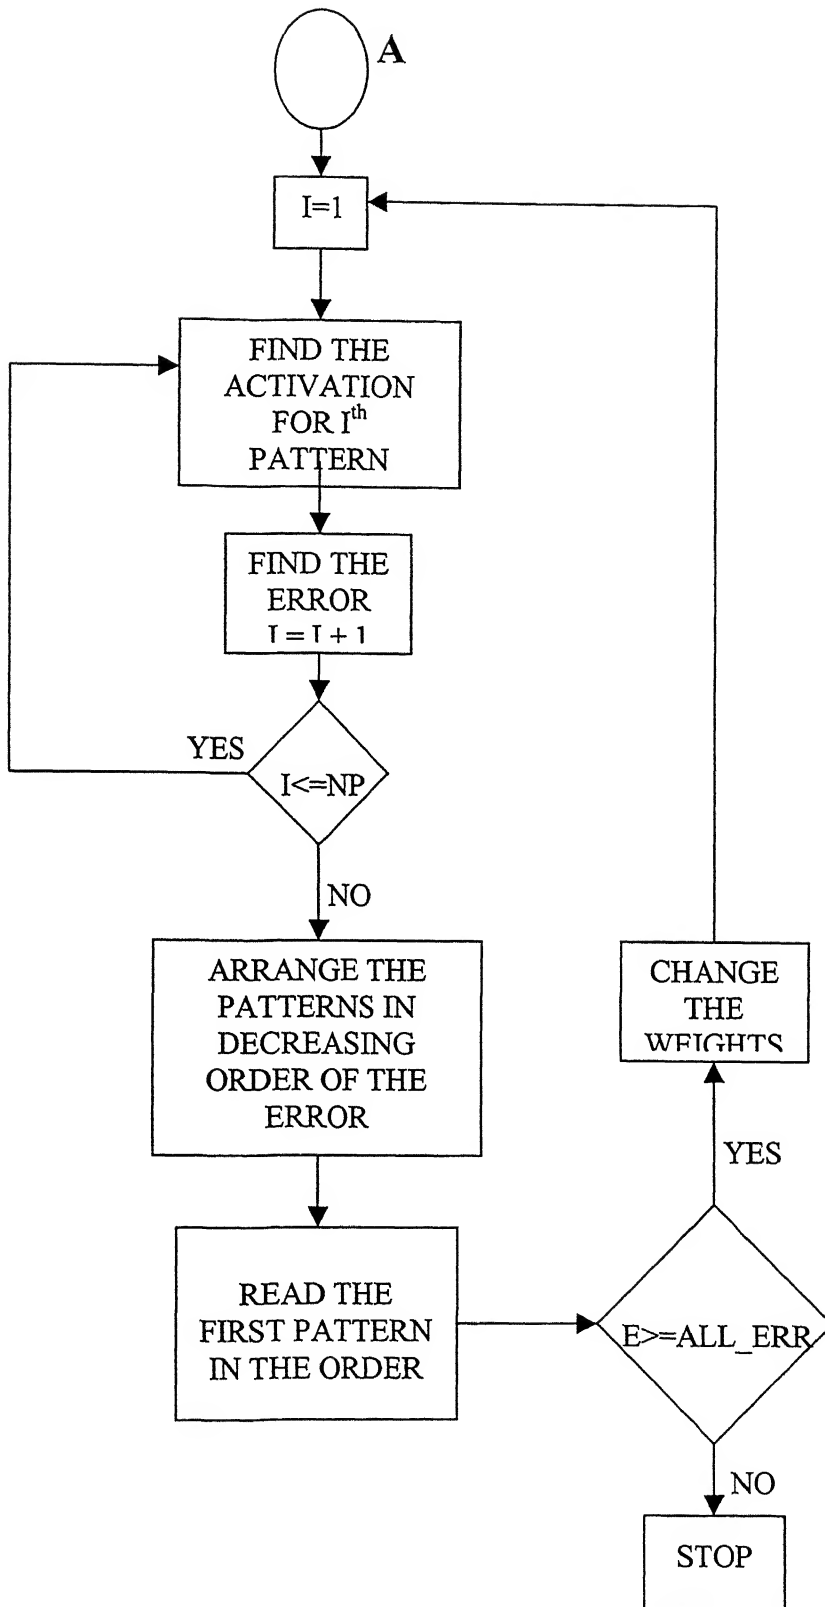 A
I=1
FIND THE
ACTIVATION
FOR Ith
PATTERN
FIND THE
ERROR
I = I + 1
YES
I<=NP
NO
ARRANGE THE
PATTERNS IN
DECREASING
ORDER OF THE
ERROR
CHANGE
THE
WEIGHTS
YES
READ THE
FIRST PATTERN
IN THE ORDER
E>=ALL_ERR
NO
STOP